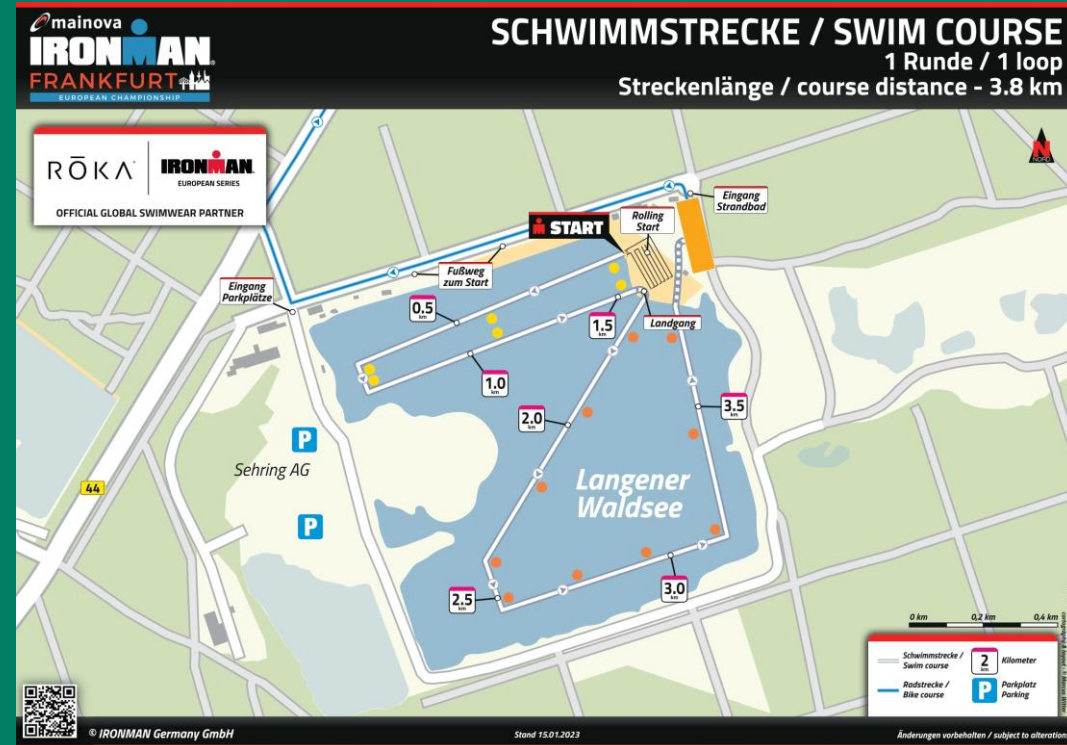 mainova
IRONMAN
FRANKFURT
EUROPEAN CHAMPIONSHIP
SCHWIMMSTRECKE / SWIM COURSE
1 Runde / 1 loop
Streckenlänge / course distance - 3.8 km
RŌKA
IRONMAN
EUROPEAN SERIES
OFFICIAL GLOBAL SWIMWEAR PARTNER
NORD
Eingang
Strandbad
Rolling
Start
START
Fußweg
zum Start
Eingang
Parkplätze
0.5
km
1.5
km
Landgang
1.0
km
2.0
km
3.5
km
P
Sehring AG
Langener
Waldsee
44
P
2.5
km
3.0
km
0 km 0,2 km 0,4 km
Schwimmstrecke /
Swim course
2
km
Kilometer
Radstrecke /
Bike course
P
Parkplatz
Parking
© IRONMAN Germany GmbH
Stand 15.01.2023
Änderungen vorbehalten / subject to alteration